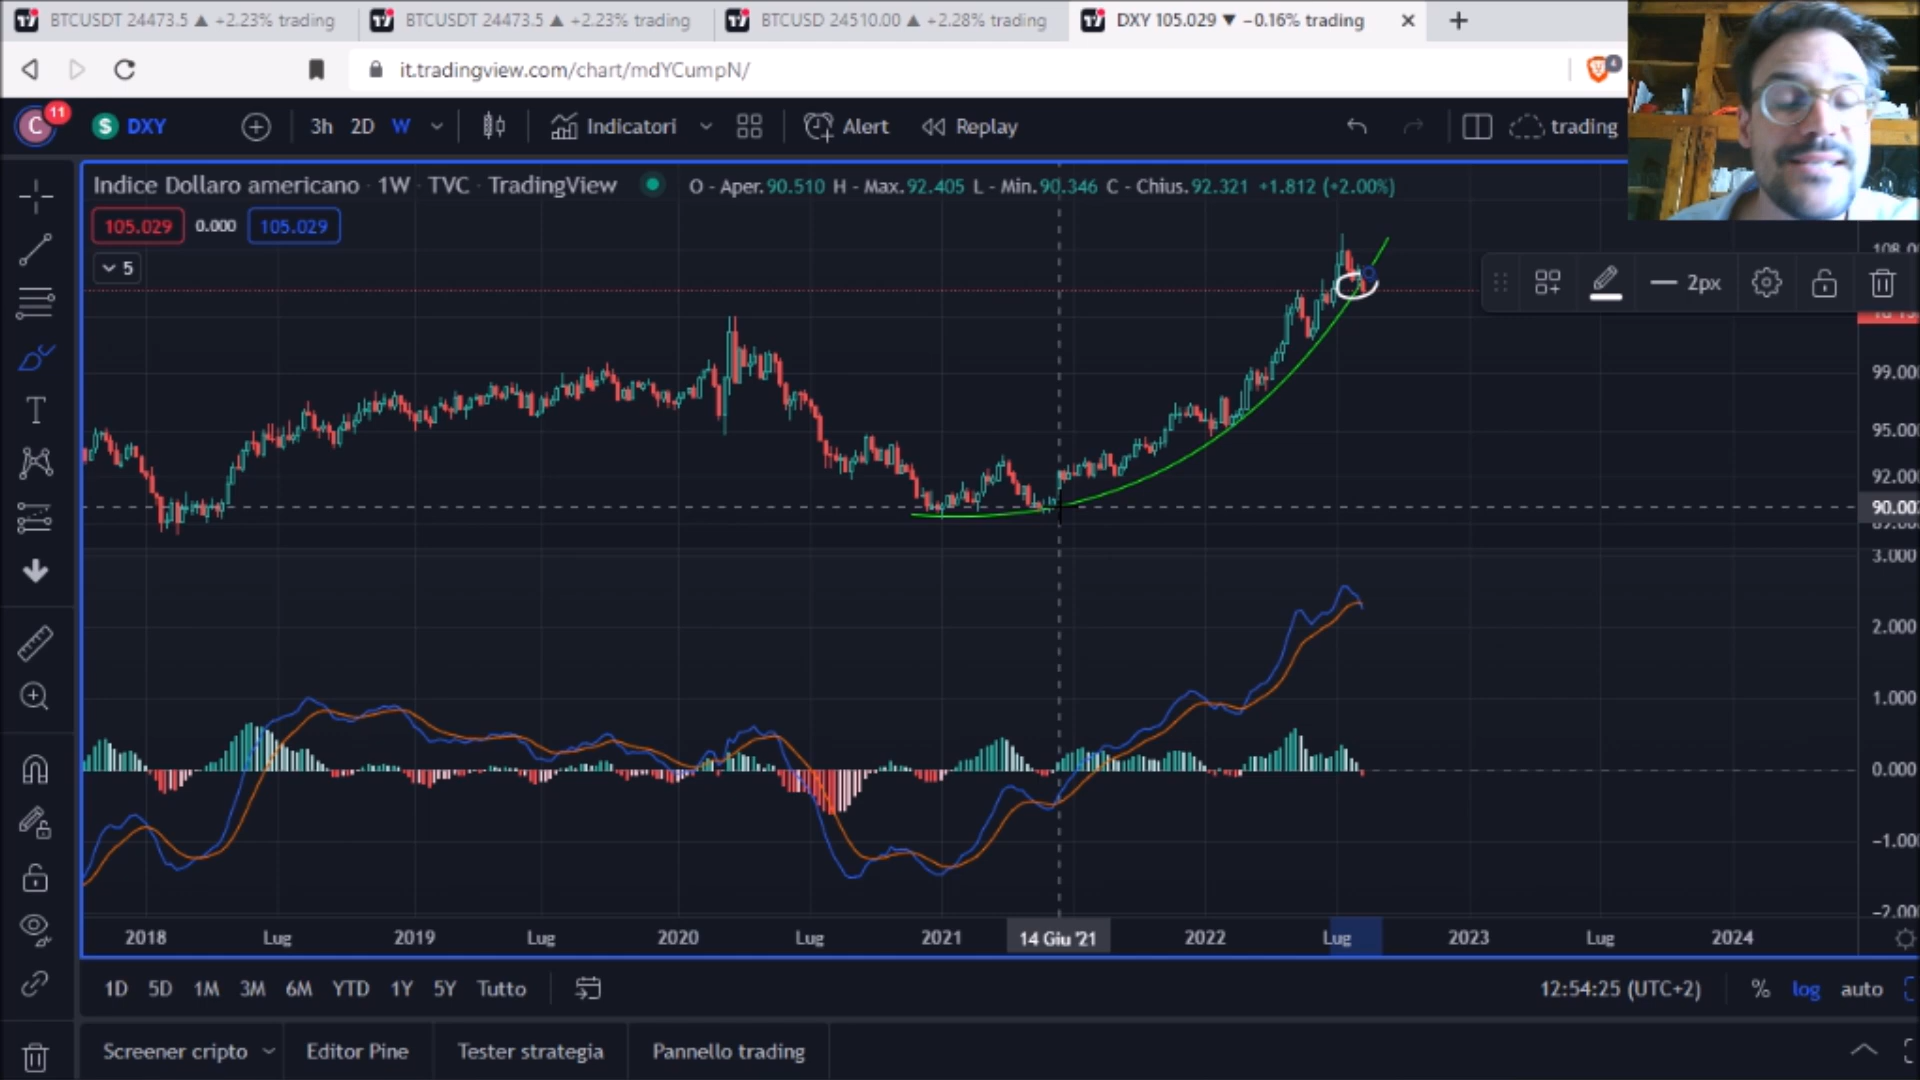 BTCUSDT 24473.5 ▲ +2.23% trading
BTCUSDT 24473.5 ▲ +2.23% trading
BTCUSD 24510.00 ▲ +2.28% trading
DXY 105.029 ▼ −0.16% trading
it.tradingview.com/chart/mdYCumpN/
4
C 11
S DXY
3h 2D W
Indicatori
Alert
Replay
trading
Indice Dollaro americano · 1W · TVC · TradingView
O - Aper. 90.510 H - Max. 92.405 L - Min. 90.346 C - Chius. 92.321 +1.812 (+2.00%)
105.029 0.000 105.029
5
2px
99.000
95.00
92.00
90.00
3.000
2.000
1.000
0.000
−1.00
−2.00
2018 Lug 2019 Lug 2020 Lug 2021 14 Giu '21 2022 Lug 2023 Lug 2024
1D 5D 1M 3M 6M YTD 1Y 5Y Tutto
12:54:25 (UTC+2) % log auto
Screener cripto Editor Pine Tester strategia Pannello trading